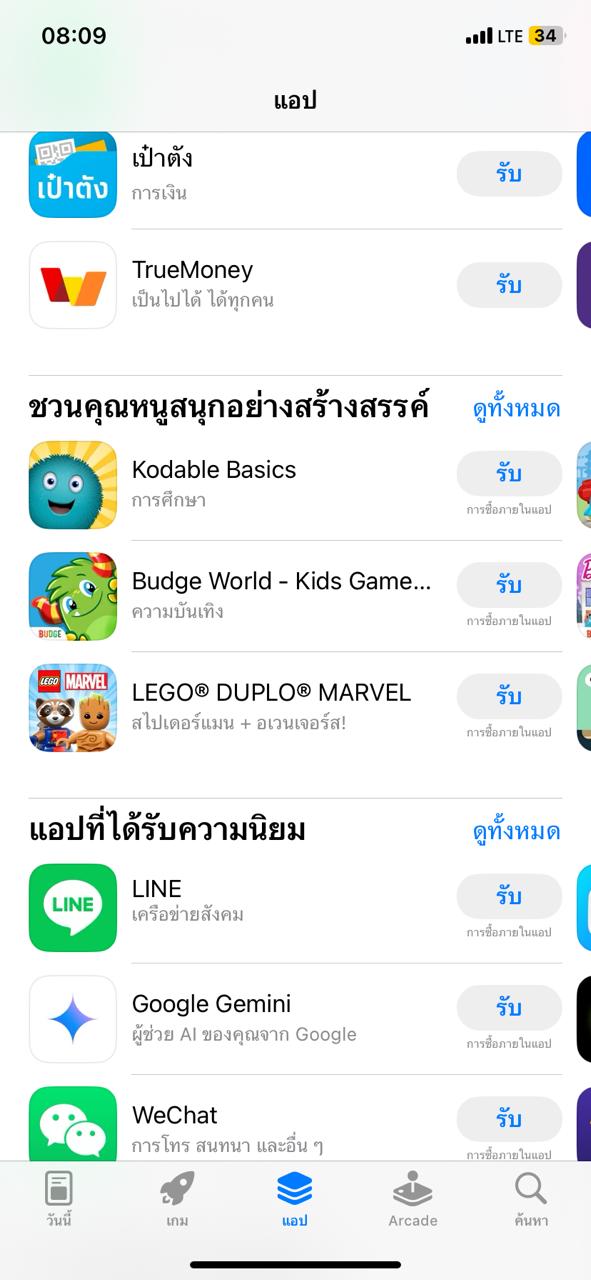 08:09
LTE 34
แอป
เป๋าตัง
เป๋าตัง
การเงิน
รับ
TrueMoney
เป็นไปได้ ได้ทุกคน
รับ
ชวนคุณหนูสนุกอย่างสร้างสรรค์
ดูทั้งหมด
Kodable Basics
การศึกษา
รับ
การซื้อภายในแอป
BUDGE
Budge World - Kids Game...
ความบันเทิง
รับ
การซื้อภายในแอป
LEGO MARVEL
LEGO® DUPLO® MARVEL
สไปเดอร์แมน + อเวนเจอร์ส!
รับ
การซื้อภายในแอป
แอปที่ได้รับความนิยม
ดูทั้งหมด
LINE
LINE
เครือข่ายสังคม
รับ
การซื้อภายในแอป
Google Gemini
ผู้ช่วย AI ของคุณจาก Google
รับ
การซื้อภายในแอป
WeChat
การโทร สนทนา และอื่น ๆ
รับ
การซื้อภายในแอป
วันนี้
เกม
แอป
Arcade
ค้นหา